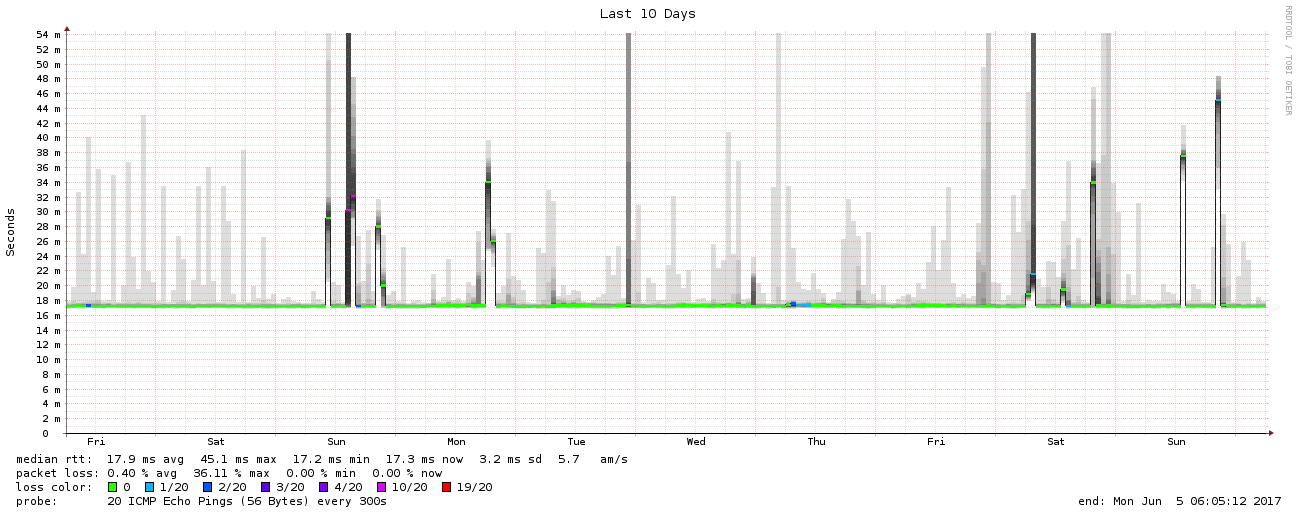 Last 10 Days
RRDTOOL / TOBI OETIKER
Seconds
54 m
52 m
50 m
48 m
46 m
44 m
42 m
40 m
38 m
36 m
34 m
32 m
30 m
28 m
26 m
24 m
22 m
20 m
18 m
16 m
14 m
12 m
10 m
8 m
6 m
4 m
2 m
0
Fri Sat Sun Mon Tue Wed Thu Fri Sat Sun
median rtt: 17.9 ms avg 45.1 ms max 17.2 ms min 17.3 ms now 3.2 ms sd 5.7 am/s
packet loss: 0.40 % avg 36.11 % max 0.00 % min 0.00 % now
loss color: 0 1/20 2/20 3/20 4/20 10/20 19/20
probe: 20 ICMP Echo Pings (56 Bytes) every 300s end: Mon Jun 5 06:05:12 2017